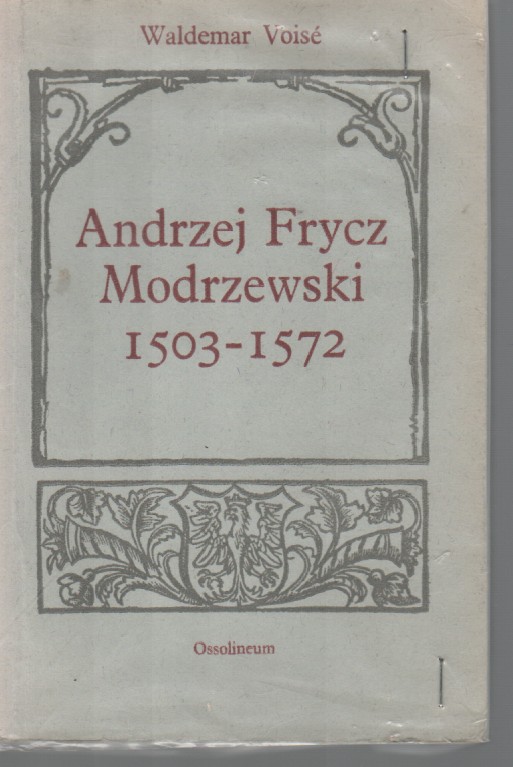 Waldemar Voisé
Andrzej Frycz
Modrzewski
1503-1572
Ossolineum